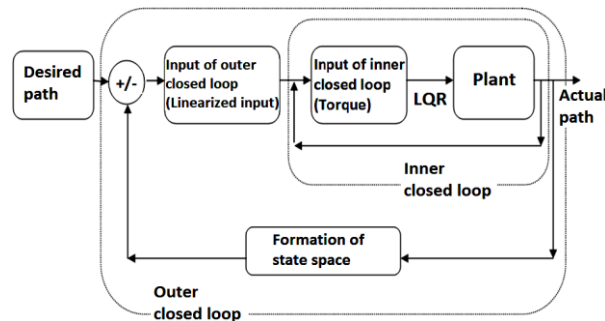 Desired
path
+/-
Input of outer
closed loop
(Linearized input)
Input of inner
closed loop
(Torque)
LQR
Plant
Actual
path
Inner
closed loop
Formation of
state space
Outer
closed loop